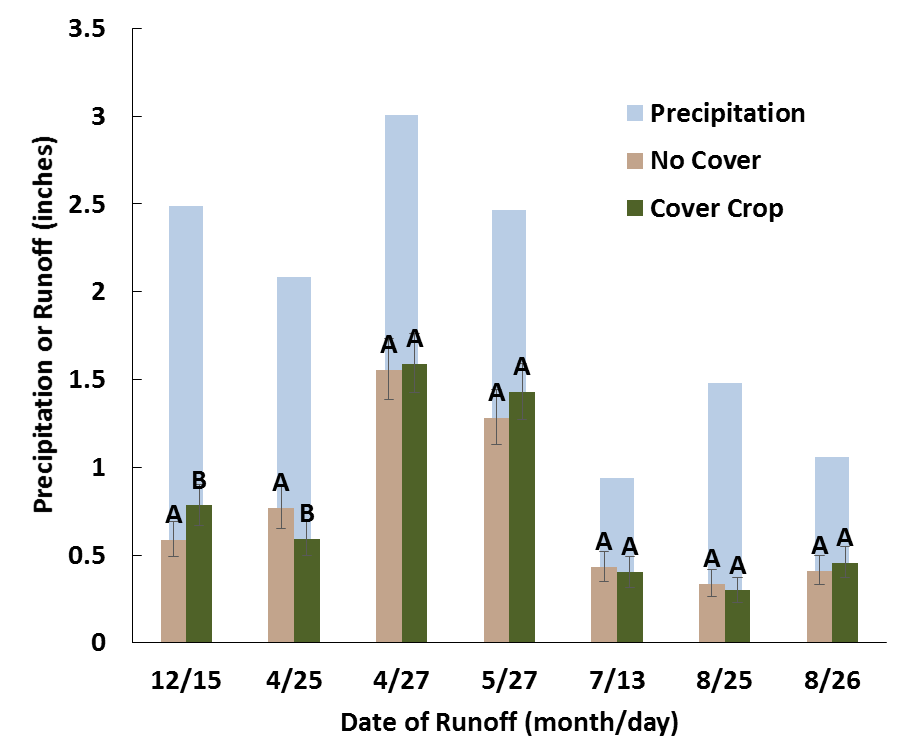 3.5
3
2.5
2
1.5
1
0.5
0
Precipitation or Runoff (inches)
Precipitation
No Cover
Cover Crop
A B
A B
A A
A A
A A
A A
A A
12/15 4/25 4/27 5/27 7/13 8/25 8/26
Date of Runoff (month/day)